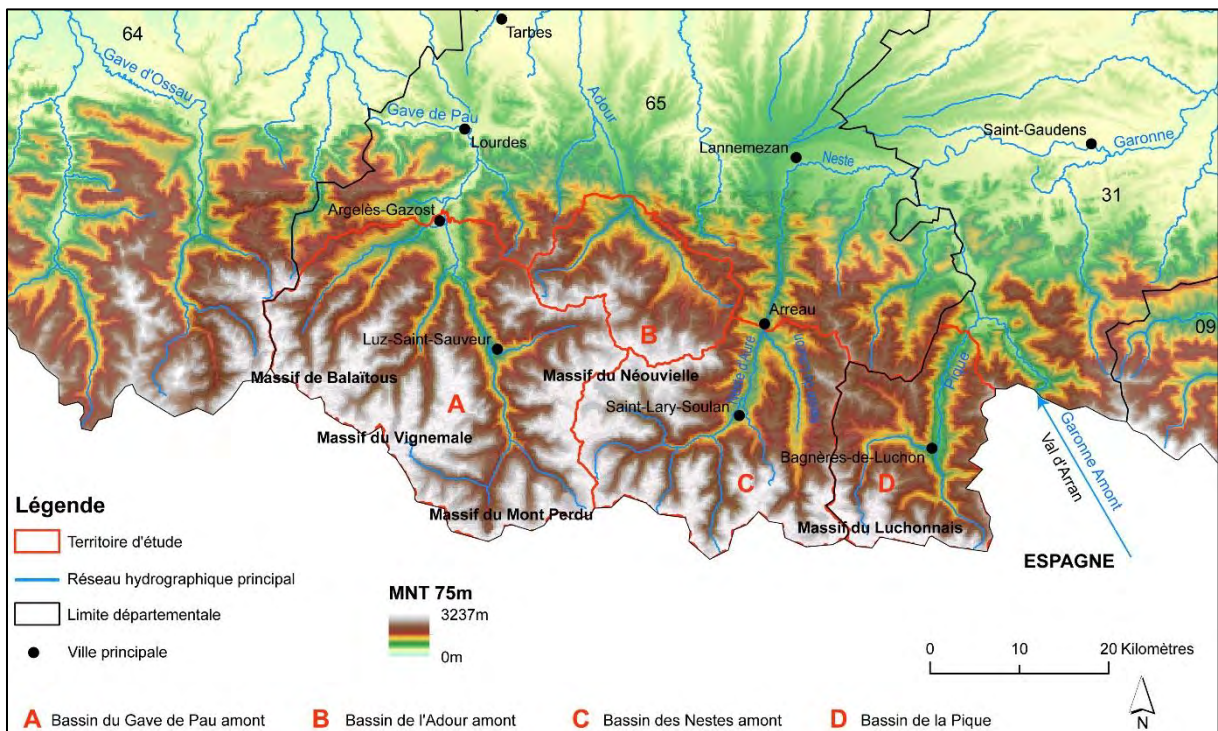 64
Tarbes
Gave d'Ossau
Adour
65
Gave de Pau
Lourdes
Saint-Gaudens
Garonne
Lannemezan
Neste
31
Argelès-Gazost
Arreau
09
B
Luz-Saint-Sauveur
Pique
Massif de Balaïtous
Massif du Néouvielle
A
Saint-Lary-Soulan
Garonne Amont
Val d'Arran
Massif du Vignemale
Bagnères-de-Luchon
C
D
Massif du Mont Perdu
Massif du Luchonnais
ESPAGNE
Légende
Territoire d'étude
Réseau hydrographique principal
Limite départementale
Ville principale
MNT 75m
3237m
0m
0 10 20 Kilomètres
N
A Bassin du Gave de Pau amont
B Bassin de l'Adour amont
C Bassin des Nestes amont
D Bassin de la Pique